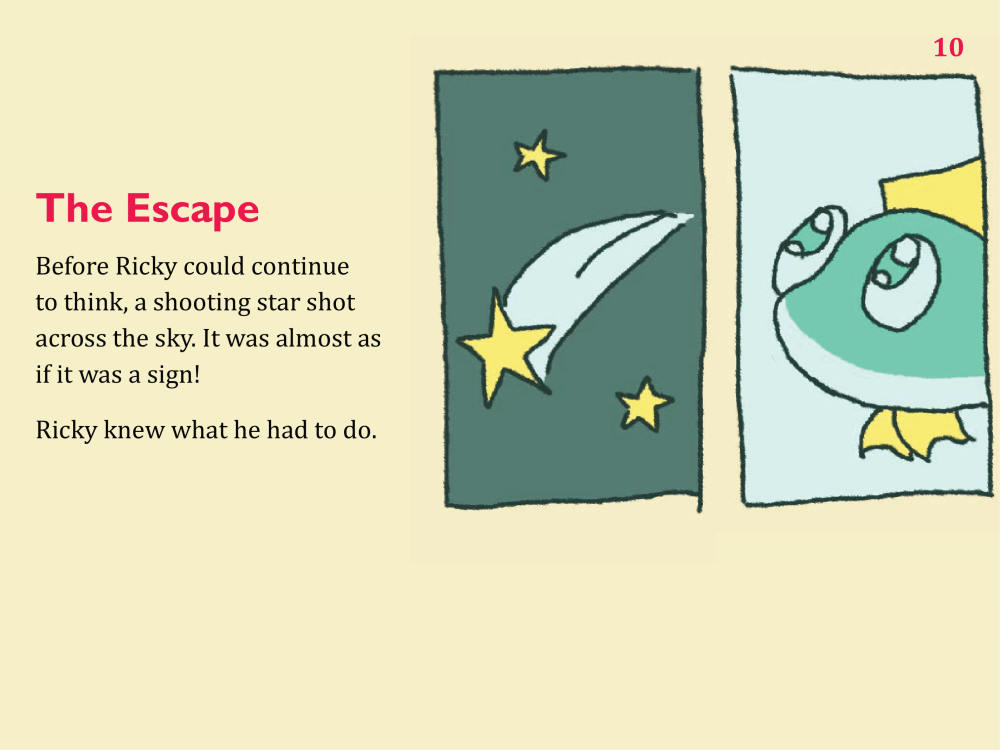 10
The Escape
Before Ricky could continue
to think, a shooting star shot
across the sky. It was almost as
if it was a sign!
Ricky knew what he had to do.